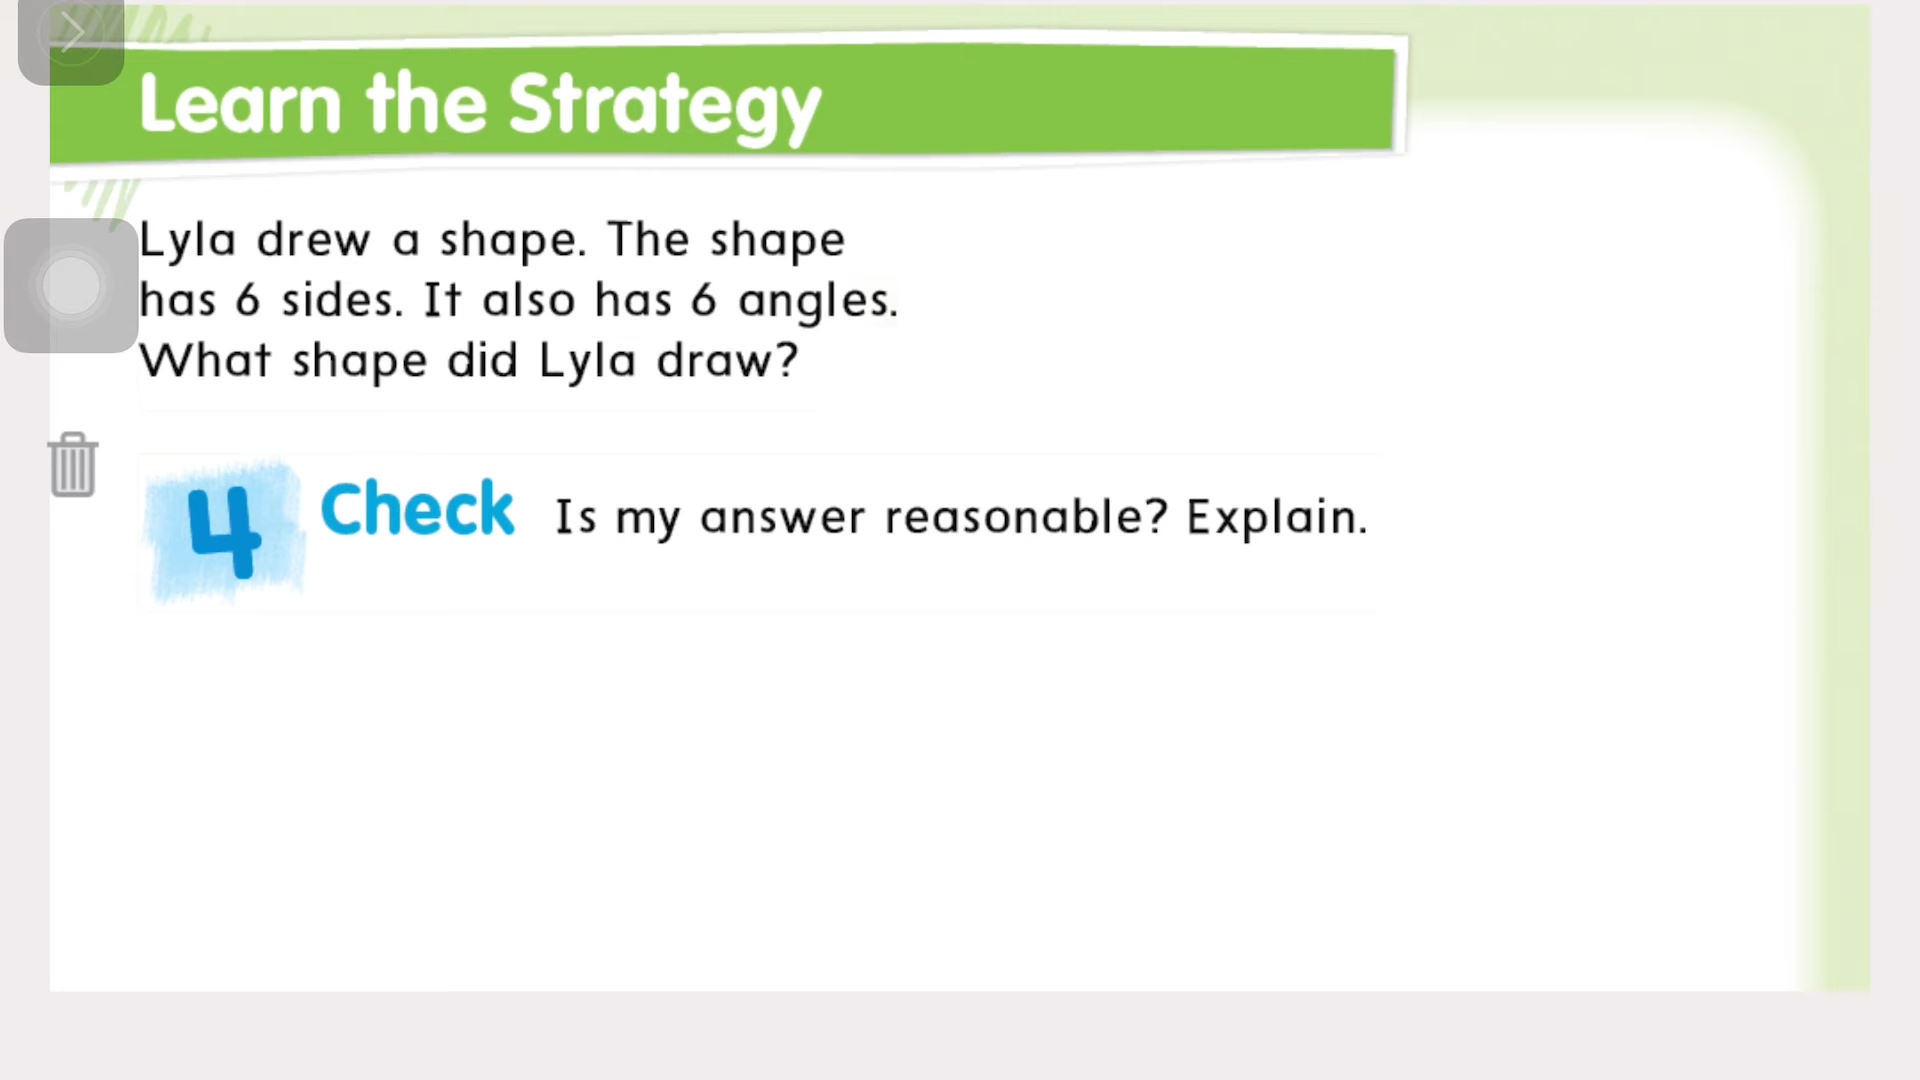 Learn the Strategy
Lyla drew a shape. The shape
has 6 sides. It also has 6 angles.
What shape did Lyla draw?
4 Check Is my answer reasonable? Explain.